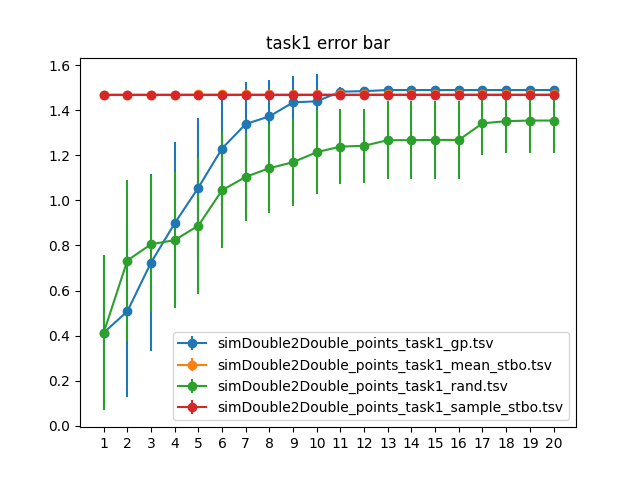 task1 error bar
1.6
1.4
1.2
1.0
0.8
0.6
0.4
0.2
0.0
simDouble2Double_points_task1_gp.tsv
simDouble2Double_points_task1_mean_stbo.tsv
simDouble2Double_points_task1_rand.tsv
simDouble2Double_points_task1_sample_stbo.tsv
1 2 3 4 5 6 7 8 9 10 11 12 13 14 15 16 17 18 19 20